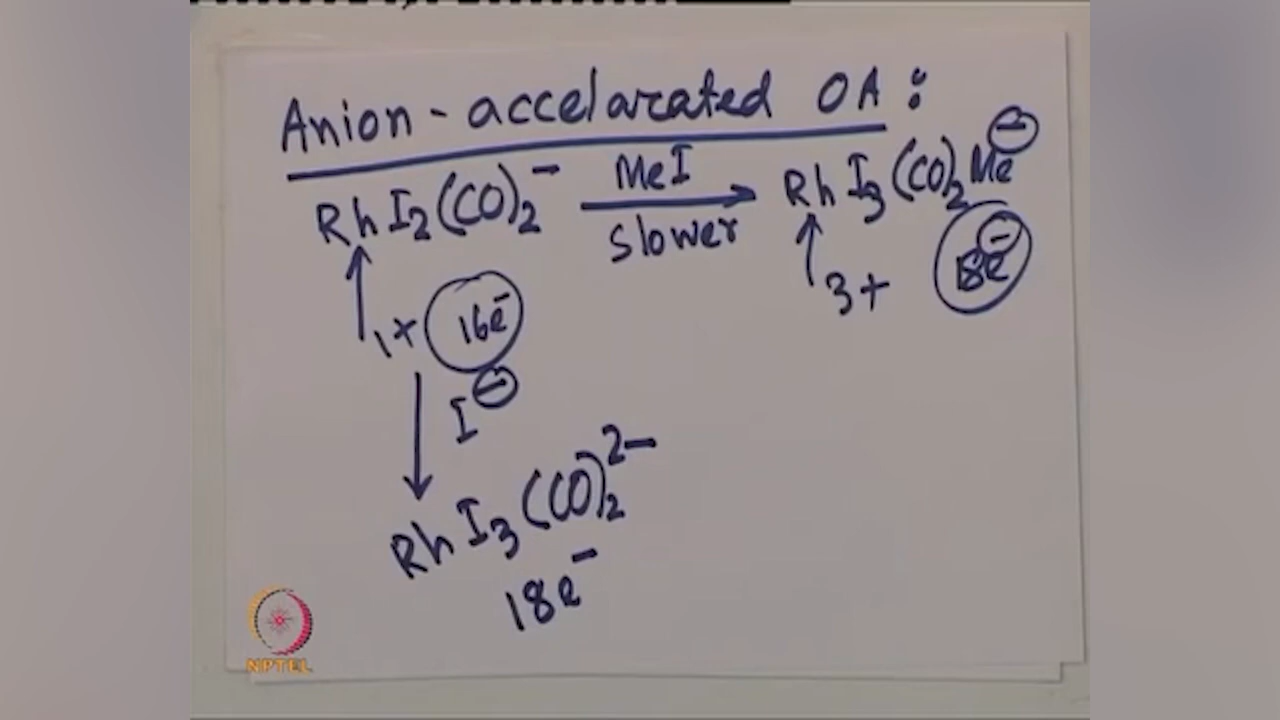 Anion - accelarated OA :
RhI₂(CO)₂⁻ MeI slower RhI₃(CO)₂Me⊖
1+ 16e⁻ 3+ 18e⁻
I⊖
RhI₃(CO)₂²⁻
18e⁻
NPTEL